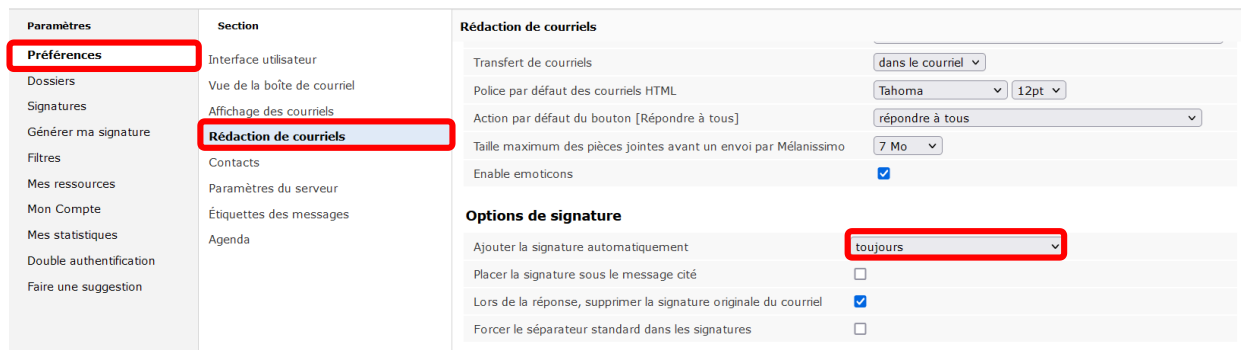 Paramètres
Préférences
Dossiers
Signatures
Générer ma signature
Filtres
Mes ressources
Mon Compte
Mes statistiques
Double authentification
Faire une suggestion
Section
Interface utilisateur
Vue de la boîte de courriel
Affichage des courriels
Rédaction de courriels
Contacts
Paramètres du serveur
Étiquettes des messages
Agenda
Rédaction de courriels
Transfert de courriels dans le courriel
Police par défaut des courriels HTML Tahoma 12pt
Action par défaut du bouton [Répondre à tous] répondre à tous
Taille maximum des pièces jointes avant un envoi par Mélanissimo 7 Mo
Enable emoticons
Options de signature
Ajouter la signature automatiquement toujours
Placer la signature sous le message cité
Lors de la réponse, supprimer la signature originale du courriel
Forcer le séparateur standard dans les signatures